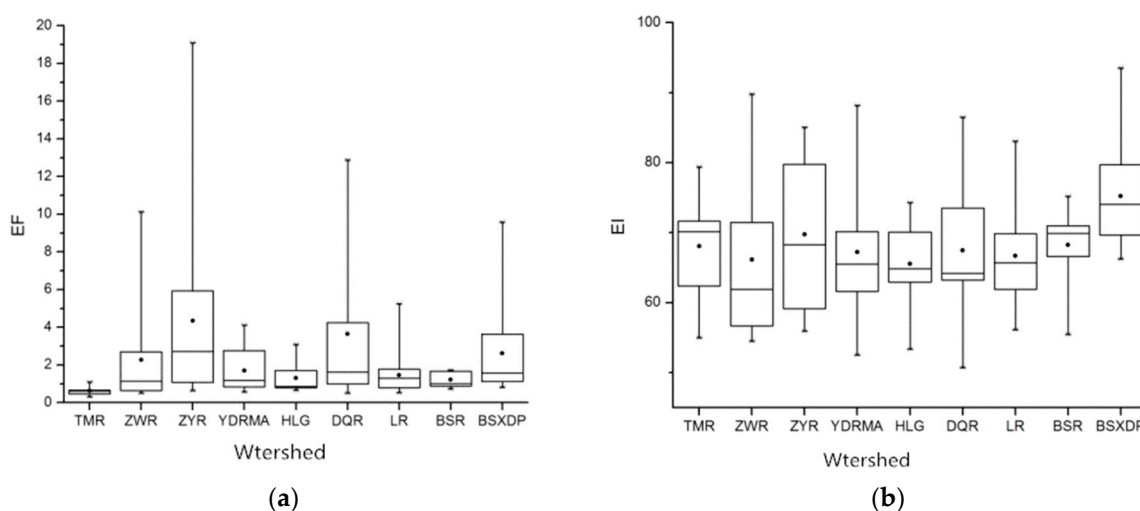 20
18
16
14
12
10
8
6
4
2
0
EF
TMR ZWR ZYR YDRMA HLG DQR LR BSR BSXDP
Wtershed
(a)
100
80
60
EI
TMR ZWR ZYR YDRMA HLG DQR LR BSR BSXDP
Wtershed
(b)